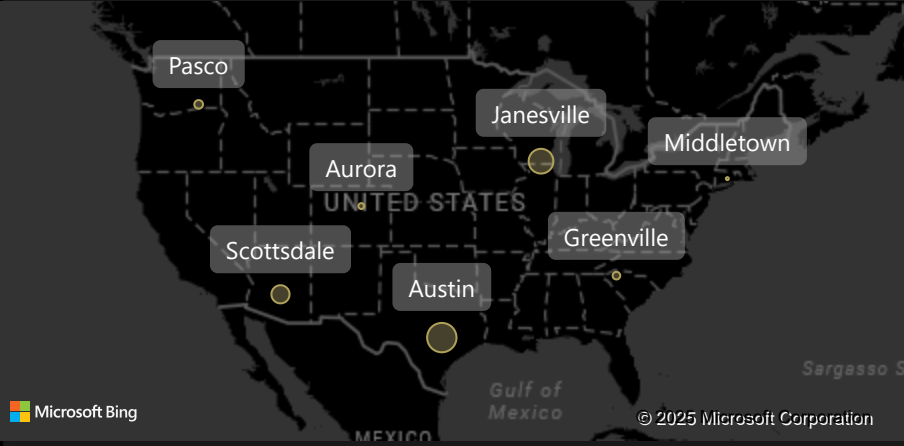 Pasco
Janesville
Middletown
Aurora
UNITED STATES
Greenville
Scottsdale
Austin
Sargasso S
Gulf of
Mexico
Microsoft Bing
© 2025 Microsoft Corporation
MEXICO